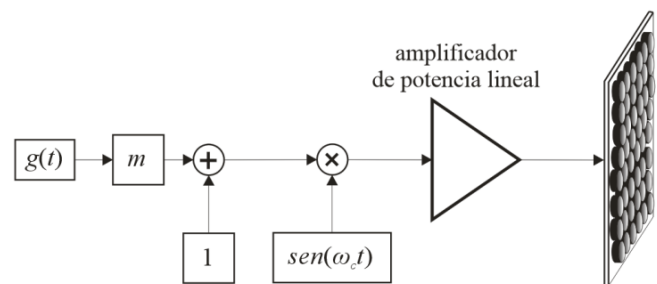 amplificador
de potencia lineal
g(t)
m
+
×
1
sen(ω_c t)